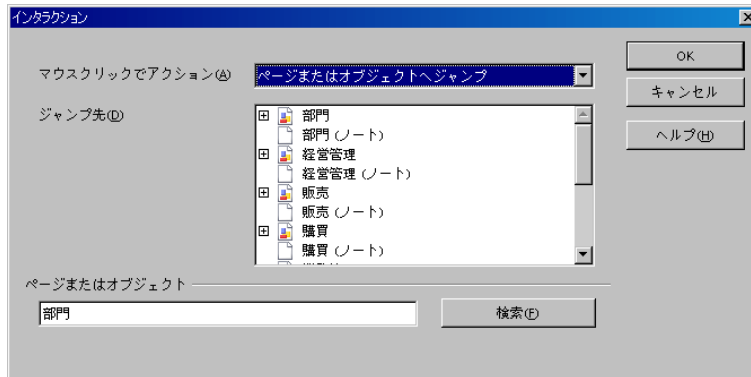 インタラクション
マウスクリックでアクション(A)
ページまたはオブジェクトへジャンプ
OK
キャンセル
ヘルプ(H)
ジャンプ先(D)
部門
部門 (ノート)
経営管理
経営管理 (ノート)
販売
販売 (ノート)
購買
購買 (ノート)
ページまたはオブジェクト
部門
検索(F)